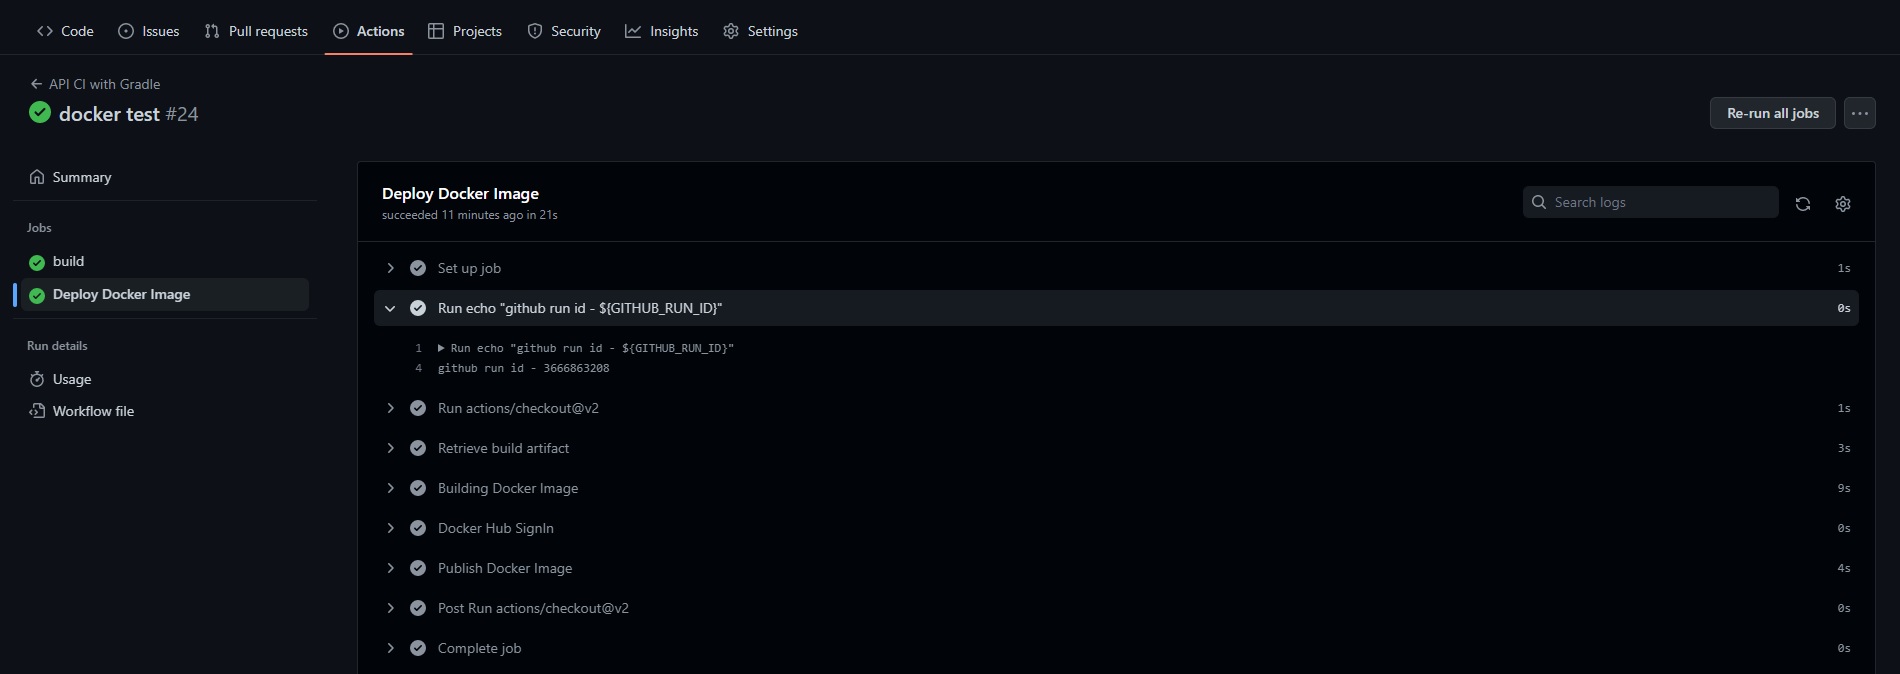 Code Issues Pull requests Actions Projects Security Insights Settings
API CI with Gradle
docker test #24
Re-run all jobs
Summary
Jobs
build
Deploy Docker Image
Run details
Usage
Workflow file
Deploy Docker Image
succeeded 11 minutes ago in 21s
Search logs
Set up job 1s
Run echo "github run id - ${GITHUB_RUN_ID}" 0s
1 Run echo "github run id - ${GITHUB_RUN_ID}"
4 github run id - 3666863208
Run actions/checkout@v2 1s
Retrieve build artifact 3s
Building Docker Image 9s
Docker Hub SignIn 0s
Publish Docker Image 4s
Post Run actions/checkout@v2 0s
Complete job 0s